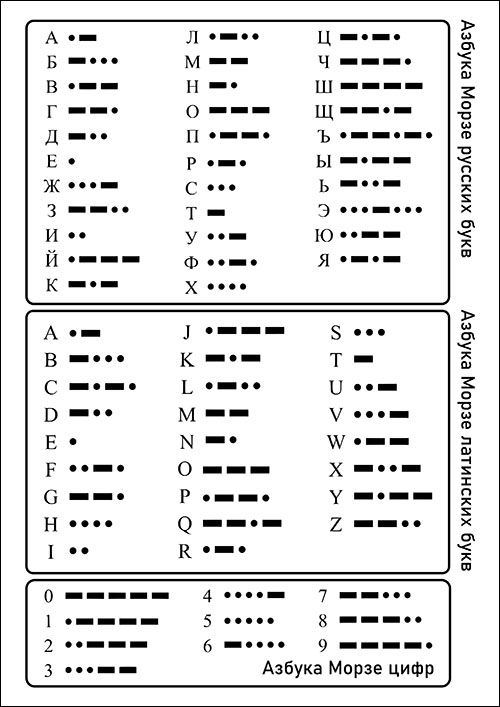 Азбука Морзе русских букв
А •—
Б —•••
В •——
Г ——•
Д —••
Е •
Ж •••—
З ——••
И ••
Й •———
К —•—
Л •—••
М ——
Н —•
О ———
П •——•
Р •—•
С •••
Т —
У ••—
Ф ••—•
Х ••••
Ц —•—•
Ч ———•
Ш ————
Щ ——•—
Ъ •——•—•
Ы —•——
Ь —••—
Э •••—•••
Ю ••——
Я •—•—
Азбука Морзе латинских букв
A •—
B —•••
C —•—•
D —••
E •
F ••—•
G ——•
H ••••
I ••
J •———
K —•—
L •—••
M ——
N —•
O ———
P •——•
Q ——•—
R •—•
S •••
T —
U ••—
V •••—
W •——
X —••—
Y —•——
Z ——••
0 —————
1 •————
2 ••———
3 •••——
4 ••••—
5 •••••
6 —••••
7 ——•••
8 ———••
9 ————•
Азбука Морзе цифр